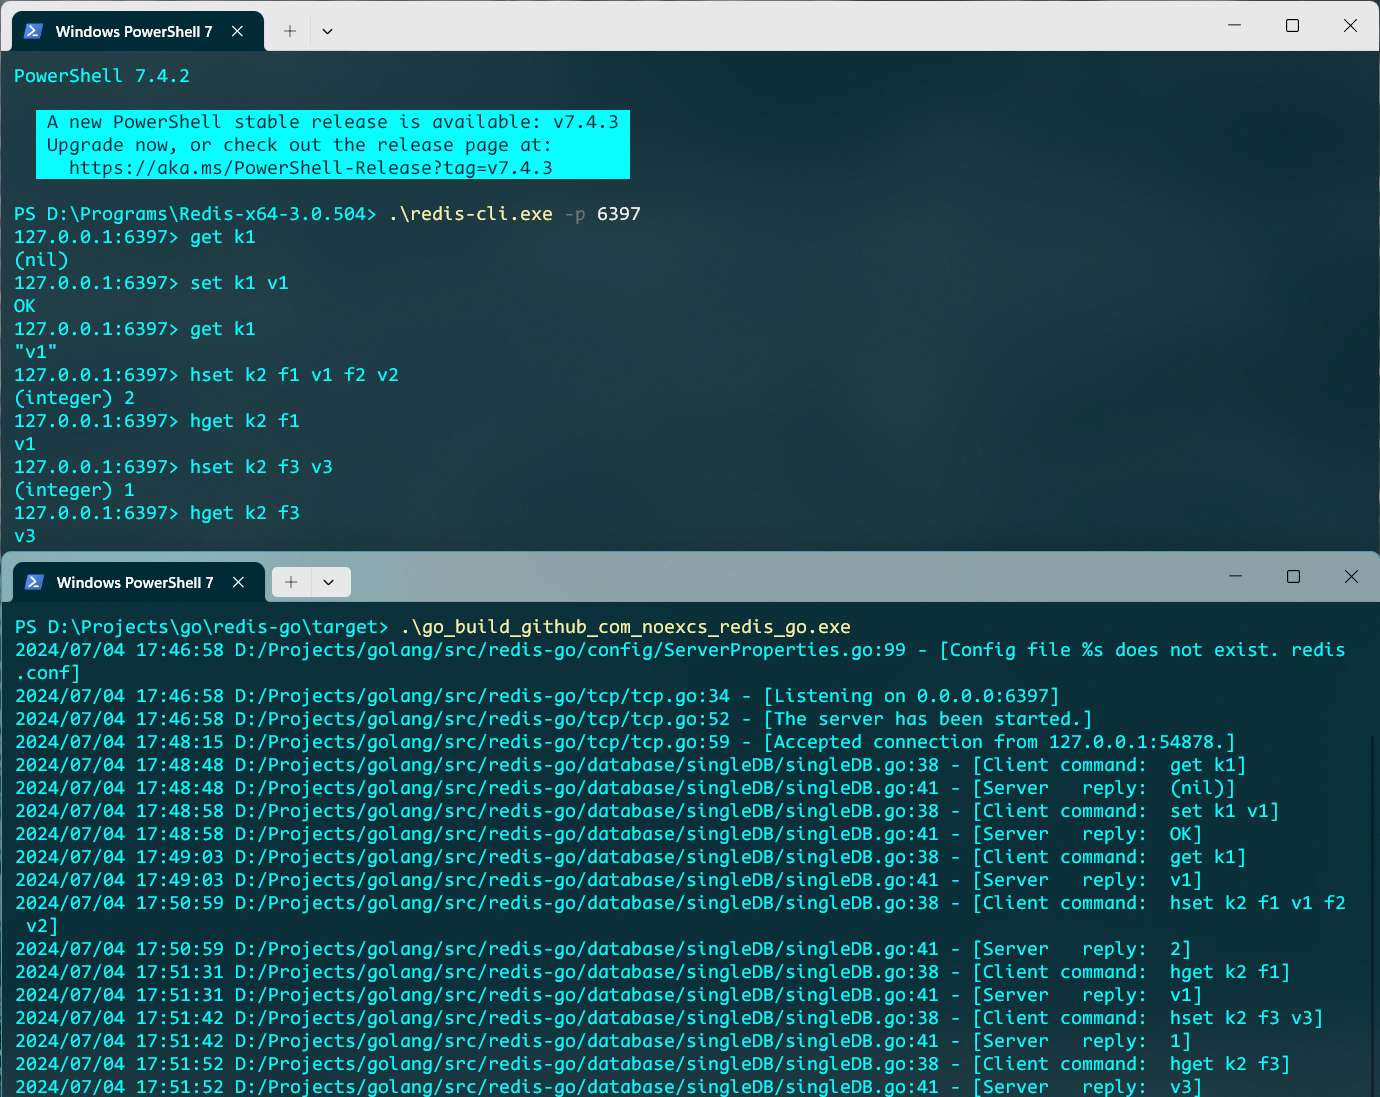 Windows PowerShell 7
PowerShell 7.4.2
A new PowerShell stable release is available: v7.4.3
Upgrade now, or check out the release page at:
https://aka.ms/PowerShell-Release?tag=v7.4.3
PS D:\Programs\Redis-x64-3.0.504> .\redis-cli.exe -p 6397
127.0.0.1:6397> get k1
(nil)
127.0.0.1:6397> set k1 v1
OK
127.0.0.1:6397> get k1
"v1"
127.0.0.1:6397> hset k2 f1 v1 f2 v2
(integer) 2
127.0.0.1:6397> hget k2 f1
v1
127.0.0.1:6397> hset k2 f3 v3
(integer) 1
127.0.0.1:6397> hget k2 f3
v3
Windows PowerShell 7
PS D:\Projects\go\redis-go\target> .\go_build_github_com_noexcs_redis_go.exe
2024/07/04 17:46:58 D:/Projects/golang/src/redis-go/config/ServerProperties.go:99 - [Config file %s does not exist. redis
.conf]
2024/07/04 17:46:58 D:/Projects/golang/src/redis-go/tcp/tcp.go:34 - [Listening on 0.0.0.0:6397]
2024/07/04 17:46:58 D:/Projects/golang/src/redis-go/tcp/tcp.go:52 - [The server has been started.]
2024/07/04 17:48:15 D:/Projects/golang/src/redis-go/tcp/tcp.go:59 - [Accepted connection from 127.0.0.1:54878.]
2024/07/04 17:48:48 D:/Projects/golang/src/redis-go/database/singleDB/singleDB.go:38 - [Client command:  get k1]
2024/07/04 17:48:48 D:/Projects/golang/src/redis-go/database/singleDB/singleDB.go:41 - [Server   reply:  (nil)]
2024/07/04 17:48:58 D:/Projects/golang/src/redis-go/database/singleDB/singleDB.go:38 - [Client command:  set k1 v1]
2024/07/04 17:48:58 D:/Projects/golang/src/redis-go/database/singleDB/singleDB.go:41 - [Server   reply:  OK]
2024/07/04 17:49:03 D:/Projects/golang/src/redis-go/database/singleDB/singleDB.go:38 - [Client command:  get k1]
2024/07/04 17:49:03 D:/Projects/golang/src/redis-go/database/singleDB/singleDB.go:41 - [Server   reply:  v1]
2024/07/04 17:50:59 D:/Projects/golang/src/redis-go/database/singleDB/singleDB.go:38 - [Client command:  hset k2 f1 v1 f2
v2]
2024/07/04 17:50:59 D:/Projects/golang/src/redis-go/database/singleDB/singleDB.go:41 - [Server   reply:  2]
2024/07/04 17:51:31 D:/Projects/golang/src/redis-go/database/singleDB/singleDB.go:38 - [Client command:  hget k2 f1]
2024/07/04 17:51:31 D:/Projects/golang/src/redis-go/database/singleDB/singleDB.go:41 - [Server   reply:  v1]
2024/07/04 17:51:42 D:/Projects/golang/src/redis-go/database/singleDB/singleDB.go:38 - [Client command:  hset k2 f3 v3]
2024/07/04 17:51:42 D:/Projects/golang/src/redis-go/database/singleDB/singleDB.go:41 - [Server   reply:  1]
2024/07/04 17:51:52 D:/Projects/golang/src/redis-go/database/singleDB/singleDB.go:38 - [Client command:  hget k2 f3]
2024/07/04 17:51:52 D:/Projects/golang/src/redis-go/database/singleDB/singleDB.go:41 - [Server   reply:  v3]